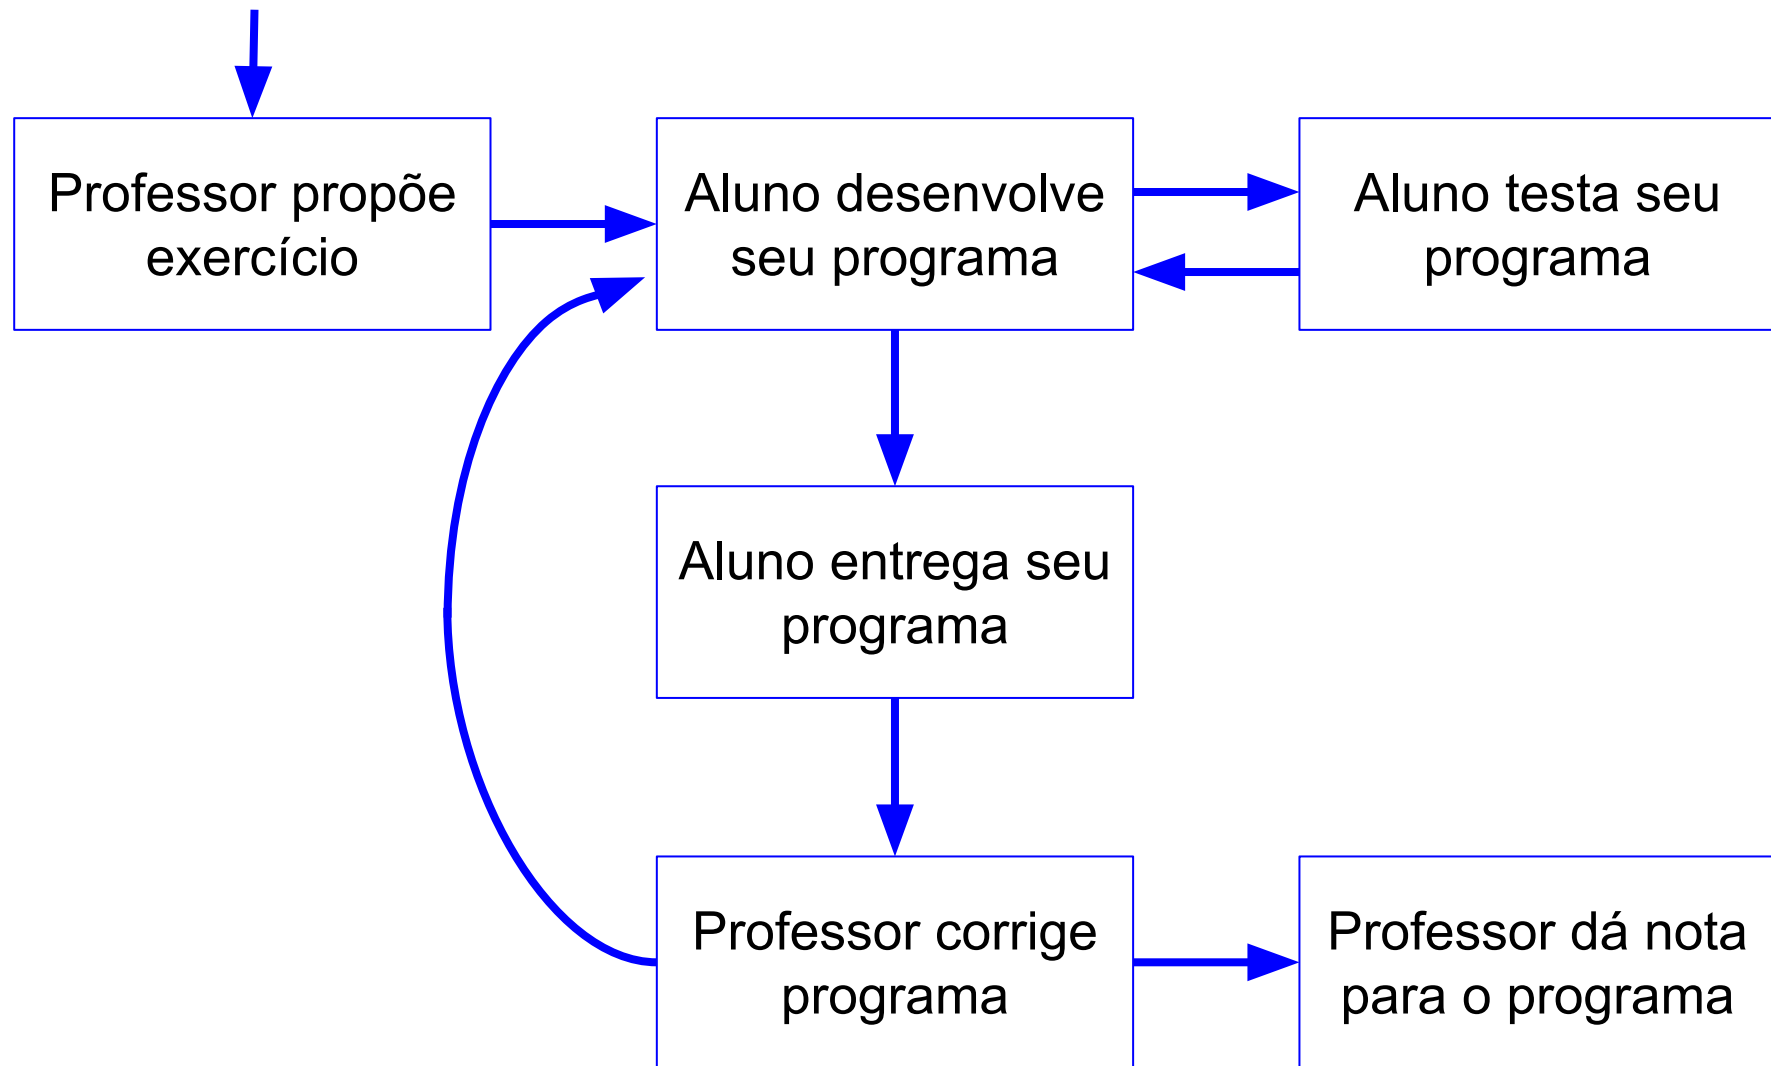 Professor propõe
exercício
Aluno desenvolve
seu programa
Aluno testa seu
programa
Aluno entrega seu
programa
Professor corrige
programa
Professor dá nota
para o programa